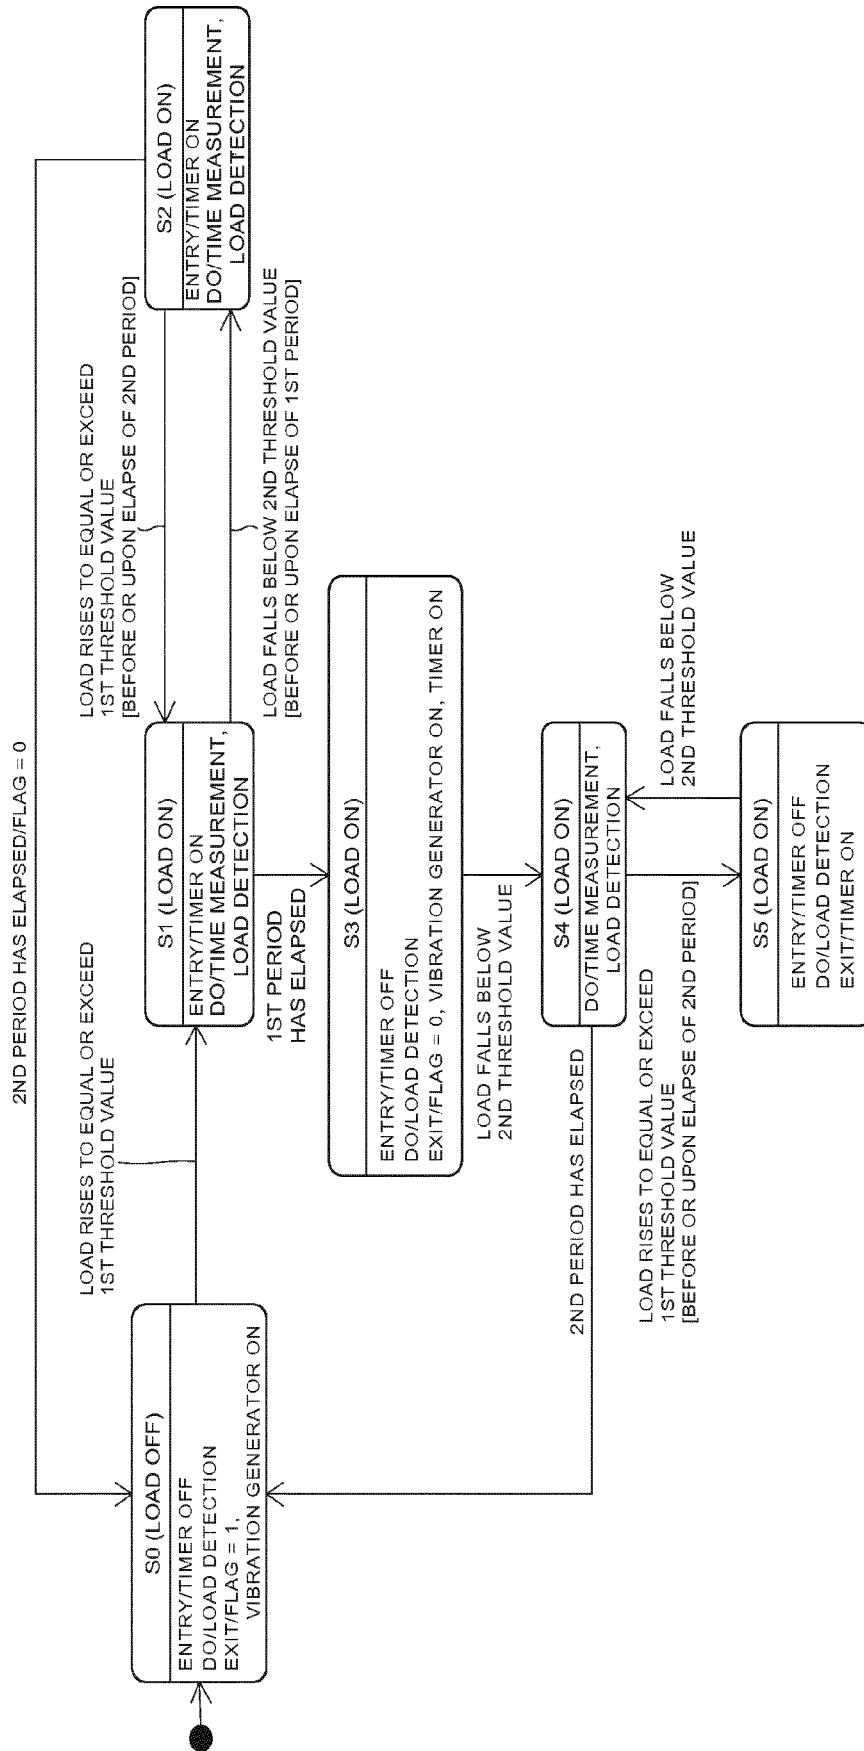 2ND PERIOD HAS ELAPSED/FLAG = 0
S0 (LOAD OFF)
ENTRY/TIMER OFF
DO/LOAD DETECTION
EXIT/FLAG = 1,
VIBRATION GENERATOR ON
LOAD RISES TO EQUAL OR EXCEED
1ST THRESHOLD VALUE
S1 (LOAD ON)
ENTRY/TIMER ON
DO/TIME MEASUREMENT,
LOAD DETECTION
LOAD RISES TO EQUAL OR EXCEED
1ST THRESHOLD VALUE
[BEFORE OR UPON ELAPSE OF 2ND PERIOD]
S2 (LOAD ON)
ENTRY/TIMER ON
DO/TIME MEASUREMENT,
LOAD DETECTION
LOAD FALLS BELOW 2ND THRESHOLD VALUE
[BEFORE OR UPON ELAPSE OF 1ST PERIOD]
1ST PERIOD
HAS ELAPSED
S3 (LOAD ON)
ENTRY/TIMER OFF
DO/LOAD DETECTION
EXIT/FLAG = 0, VIBRATION GENERATOR ON, TIMER ON
LOAD FALLS BELOW
2ND THRESHOLD VALUE
2ND PERIOD HAS ELAPSED
S4 (LOAD ON)
DO/TIME MEASUREMENT,
LOAD DETECTION
LOAD RISES TO EQUAL OR EXCEED
1ST THRESHOLD VALUE
[BEFORE OR UPON ELAPSE OF 2ND PERIOD]
LOAD FALLS BELOW
2ND THRESHOLD VALUE
S5 (LOAD ON)
ENTRY/TIMER OFF
DO/LOAD DETECTION
EXIT/TIMER ON